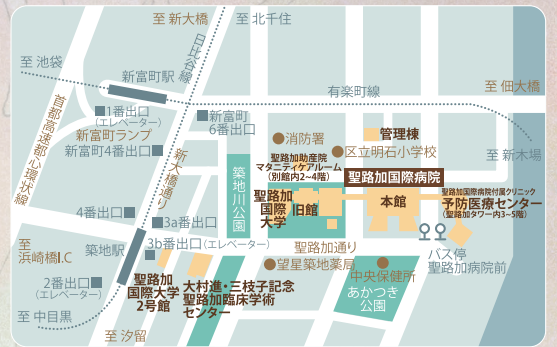 至 新大橋
至 北千住
至 池袋
日比谷線
新富町駅
有楽町線
至 佃大橋
首都高速都心環状線
1番出口
(エレベーター)
新富町ランプ
新富町4番出口
新富町
6番出口
消防署
管理棟
区立明石小学校
至 新木場
新大橋通り
築地川公園
聖路加助産院
マタニティケアルーム
(別館内2~4階)
聖路加国際病院
聖路加
国際
大学
旧館
本館
聖路加国際病院付属クリニック
予防医療センター
(聖路加タワー内3~5階)
4番出口
3a番出口
3b番出口(エレベーター)
至
浜崎橋I.C
築地駅
聖路加通り
望星築地薬局
中央保健所
バス停
聖路加病院前
2番出口
(エレベーター)
聖路加
国際大学
2号館
大村進・三枝子記念
聖路加臨床学術
センター
あかつき
公園
至 中目黒
至 汐留